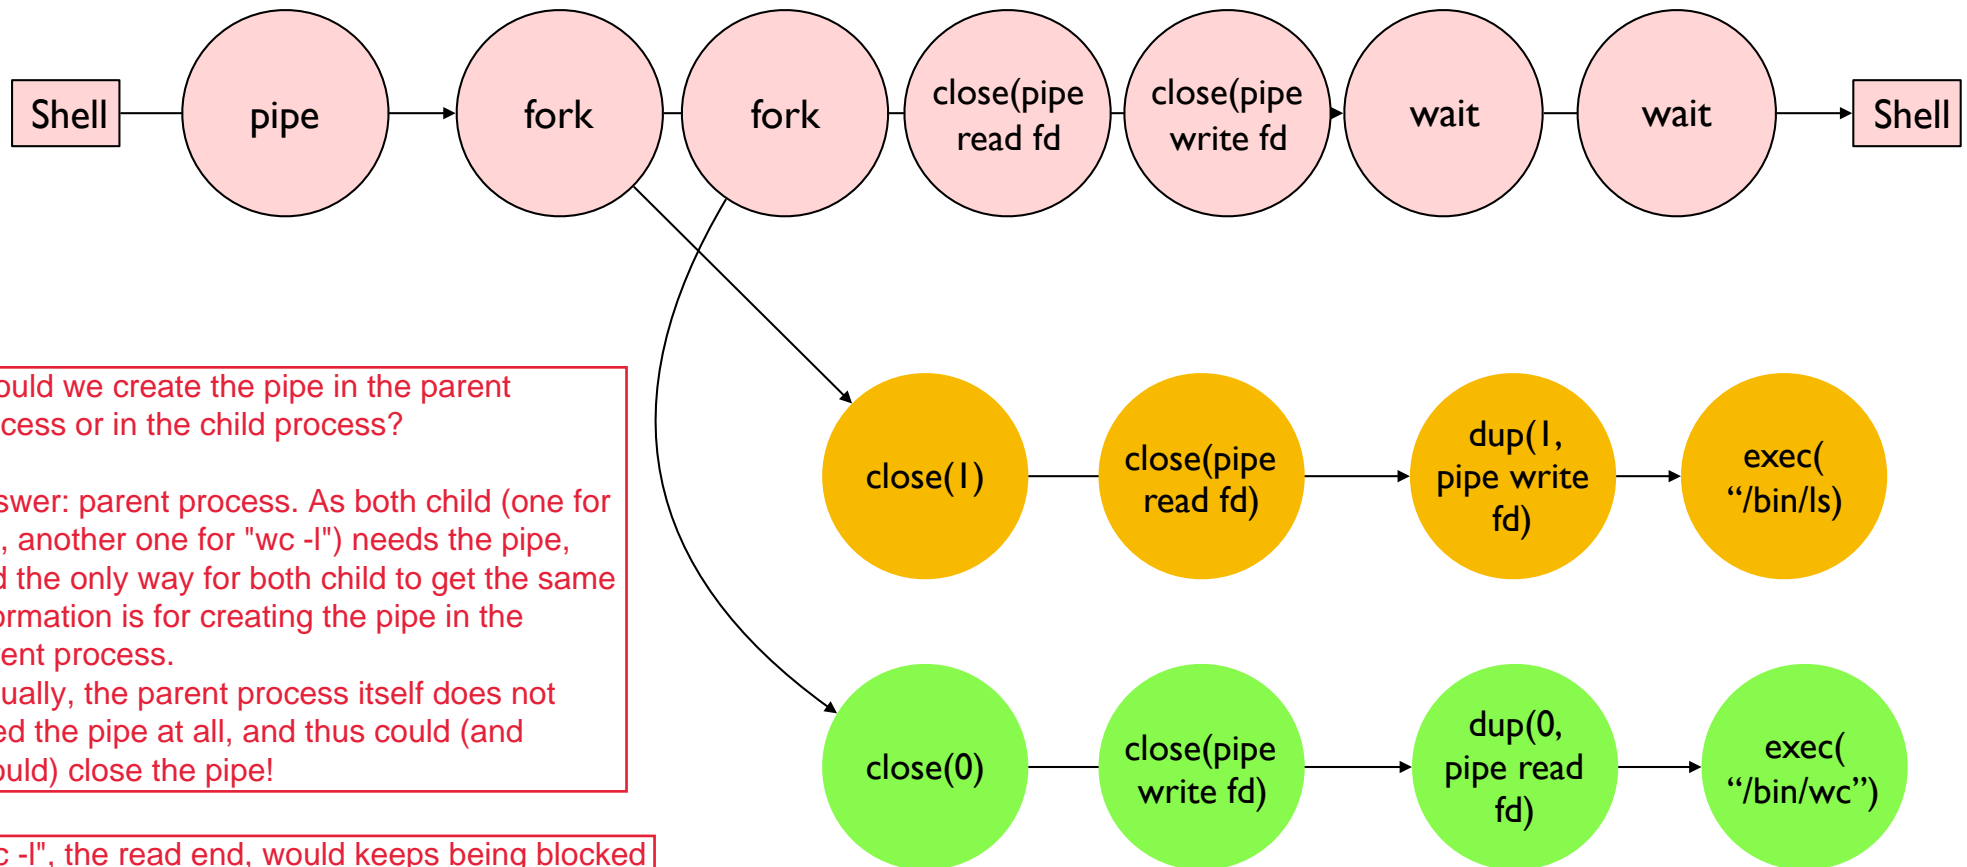 Shell
pipe
fork
fork
close(pipe
read fd
close(pipe
write fd
wait
wait
Shell
ould we create the pipe in the parent
cess or in the child process?
swer: parent process. As both child (one for
, another one for "wc -l") needs the pipe,
d the only way for both child to get the same
ormation is for creating the pipe in the
ent process.
ually, the parent process itself does not
ed the pipe at all, and thus could (and
ould) close the pipe!
c -l", the read end, would keeps being blocked
close(1)
close(pipe
read fd)
dup(1,
pipe write
fd)
exec(
“/bin/ls)
close(0)
close(pipe
write fd)
dup(0,
pipe read
fd)
exec(
“/bin/wc”)